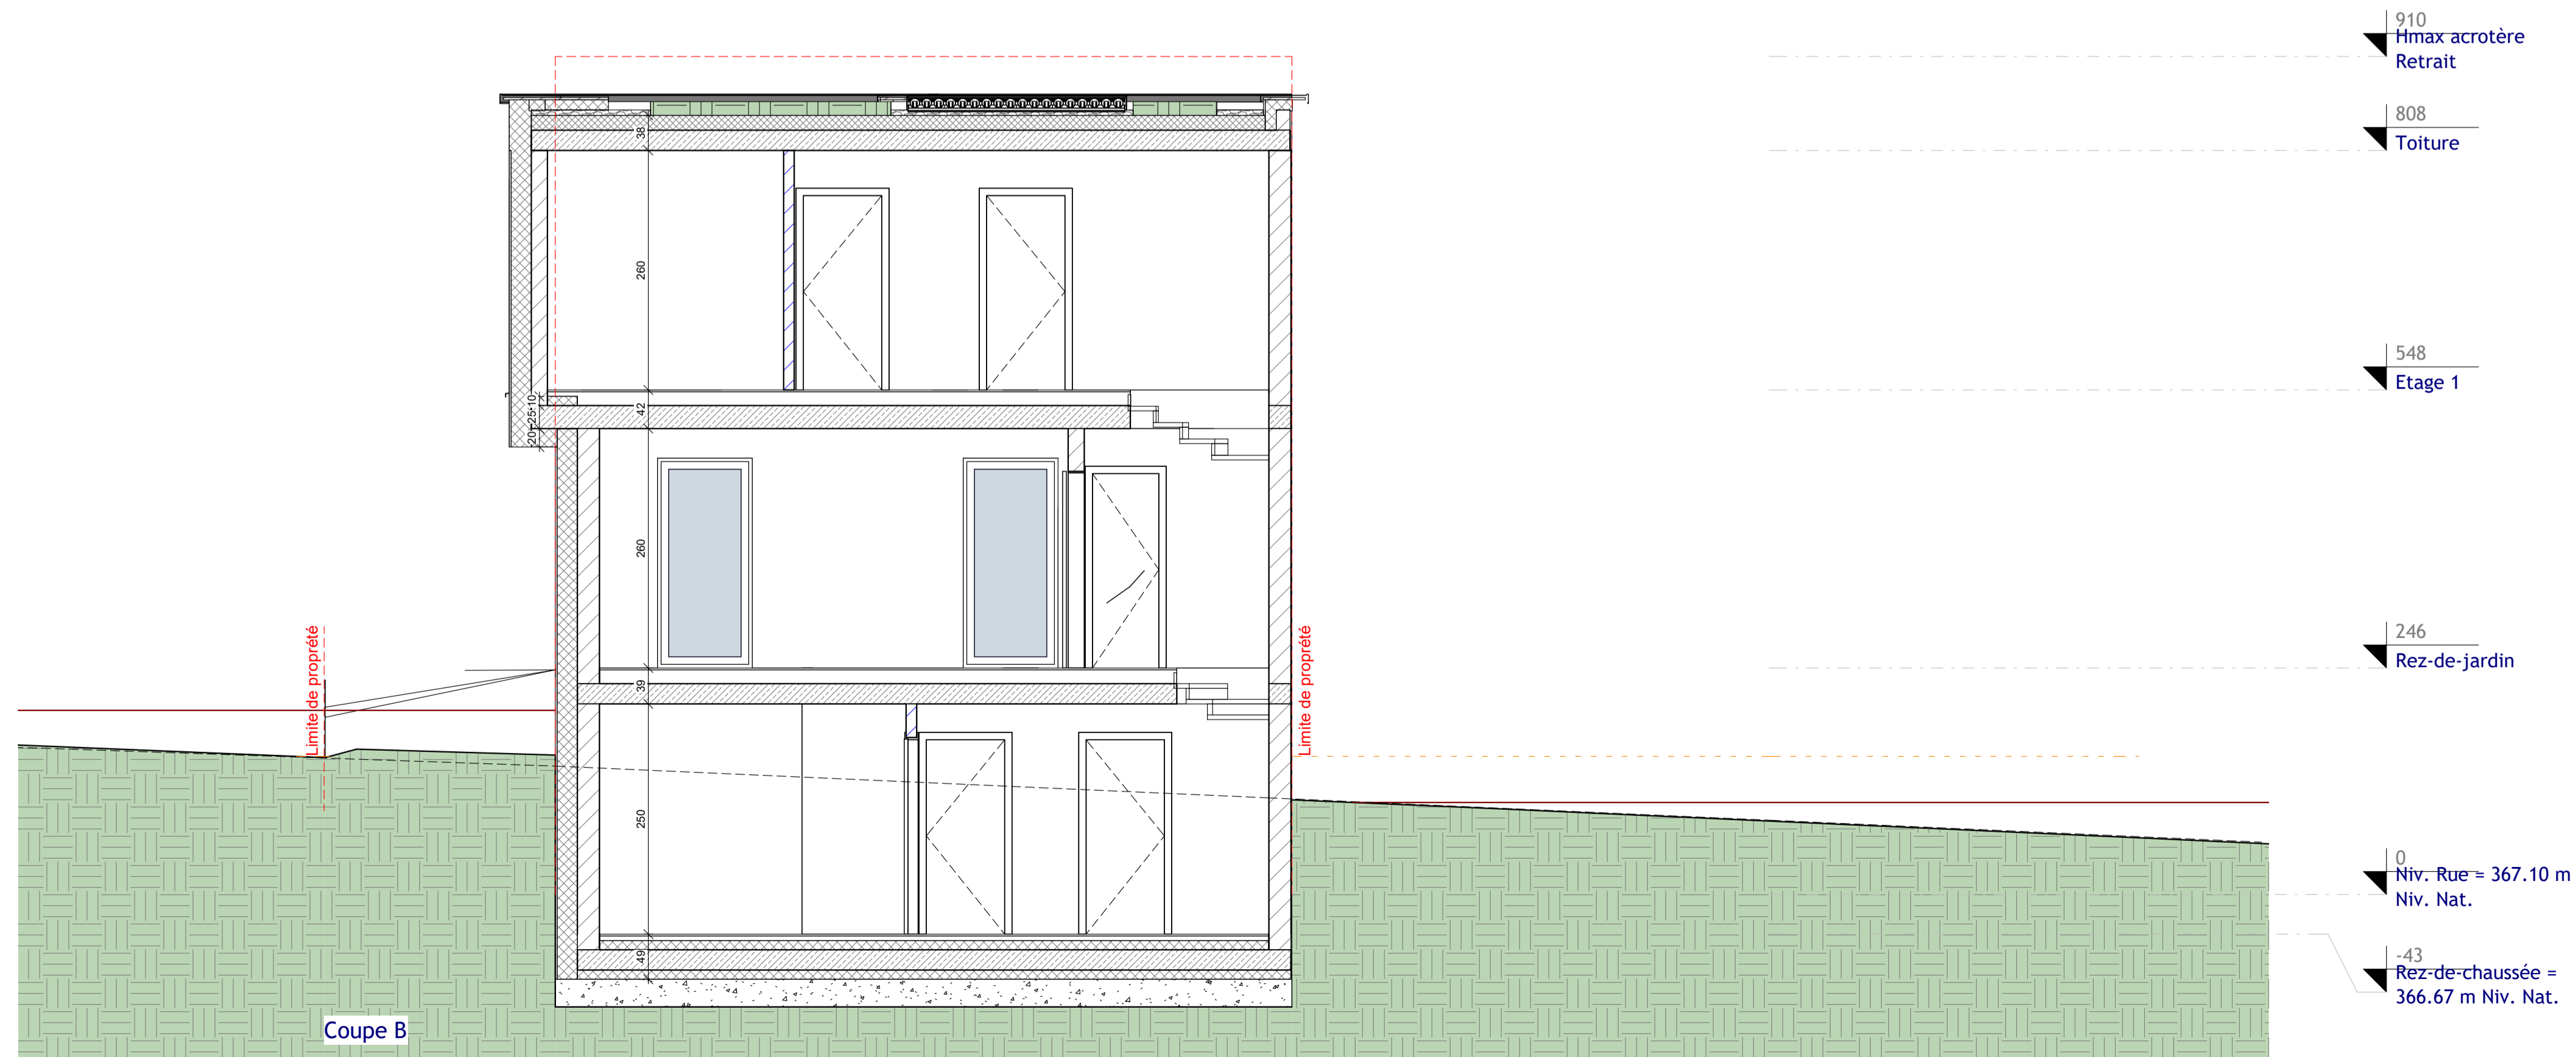 910
Hmax acrotère
Retrait
808
Toiture
38
260
548
Etage 1
10
25
20
42
260
246
Rez-de-jardin
Limite de proprété
Limite de proprété
39
250
0
Niv. Rue = 367.10 m
Niv. Nat.
49
-43
Rez-de-chaussée =
366.67 m Niv. Nat.
Coupe B